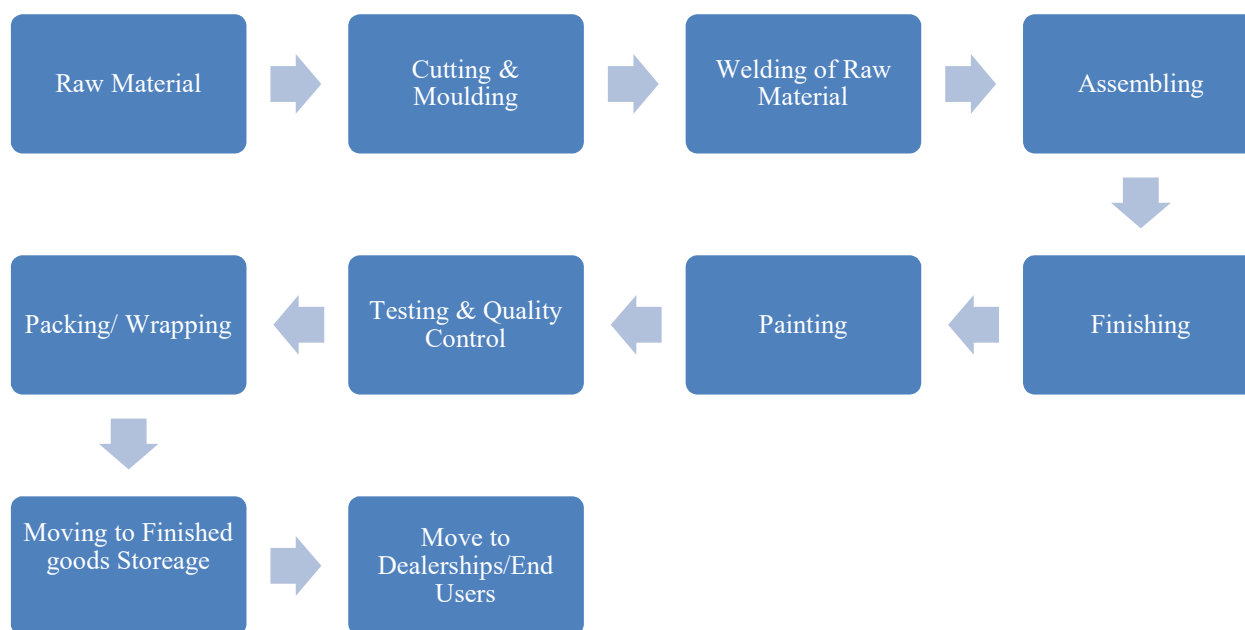 Raw Material
Cutting &
Moulding
Welding of Raw
Material
Assembling
Finishing
Painting
Testing & Quality
Control
Packing/ Wrapping
Moving to Finished
goods Storeage
Move to
Dealerships/End
Users